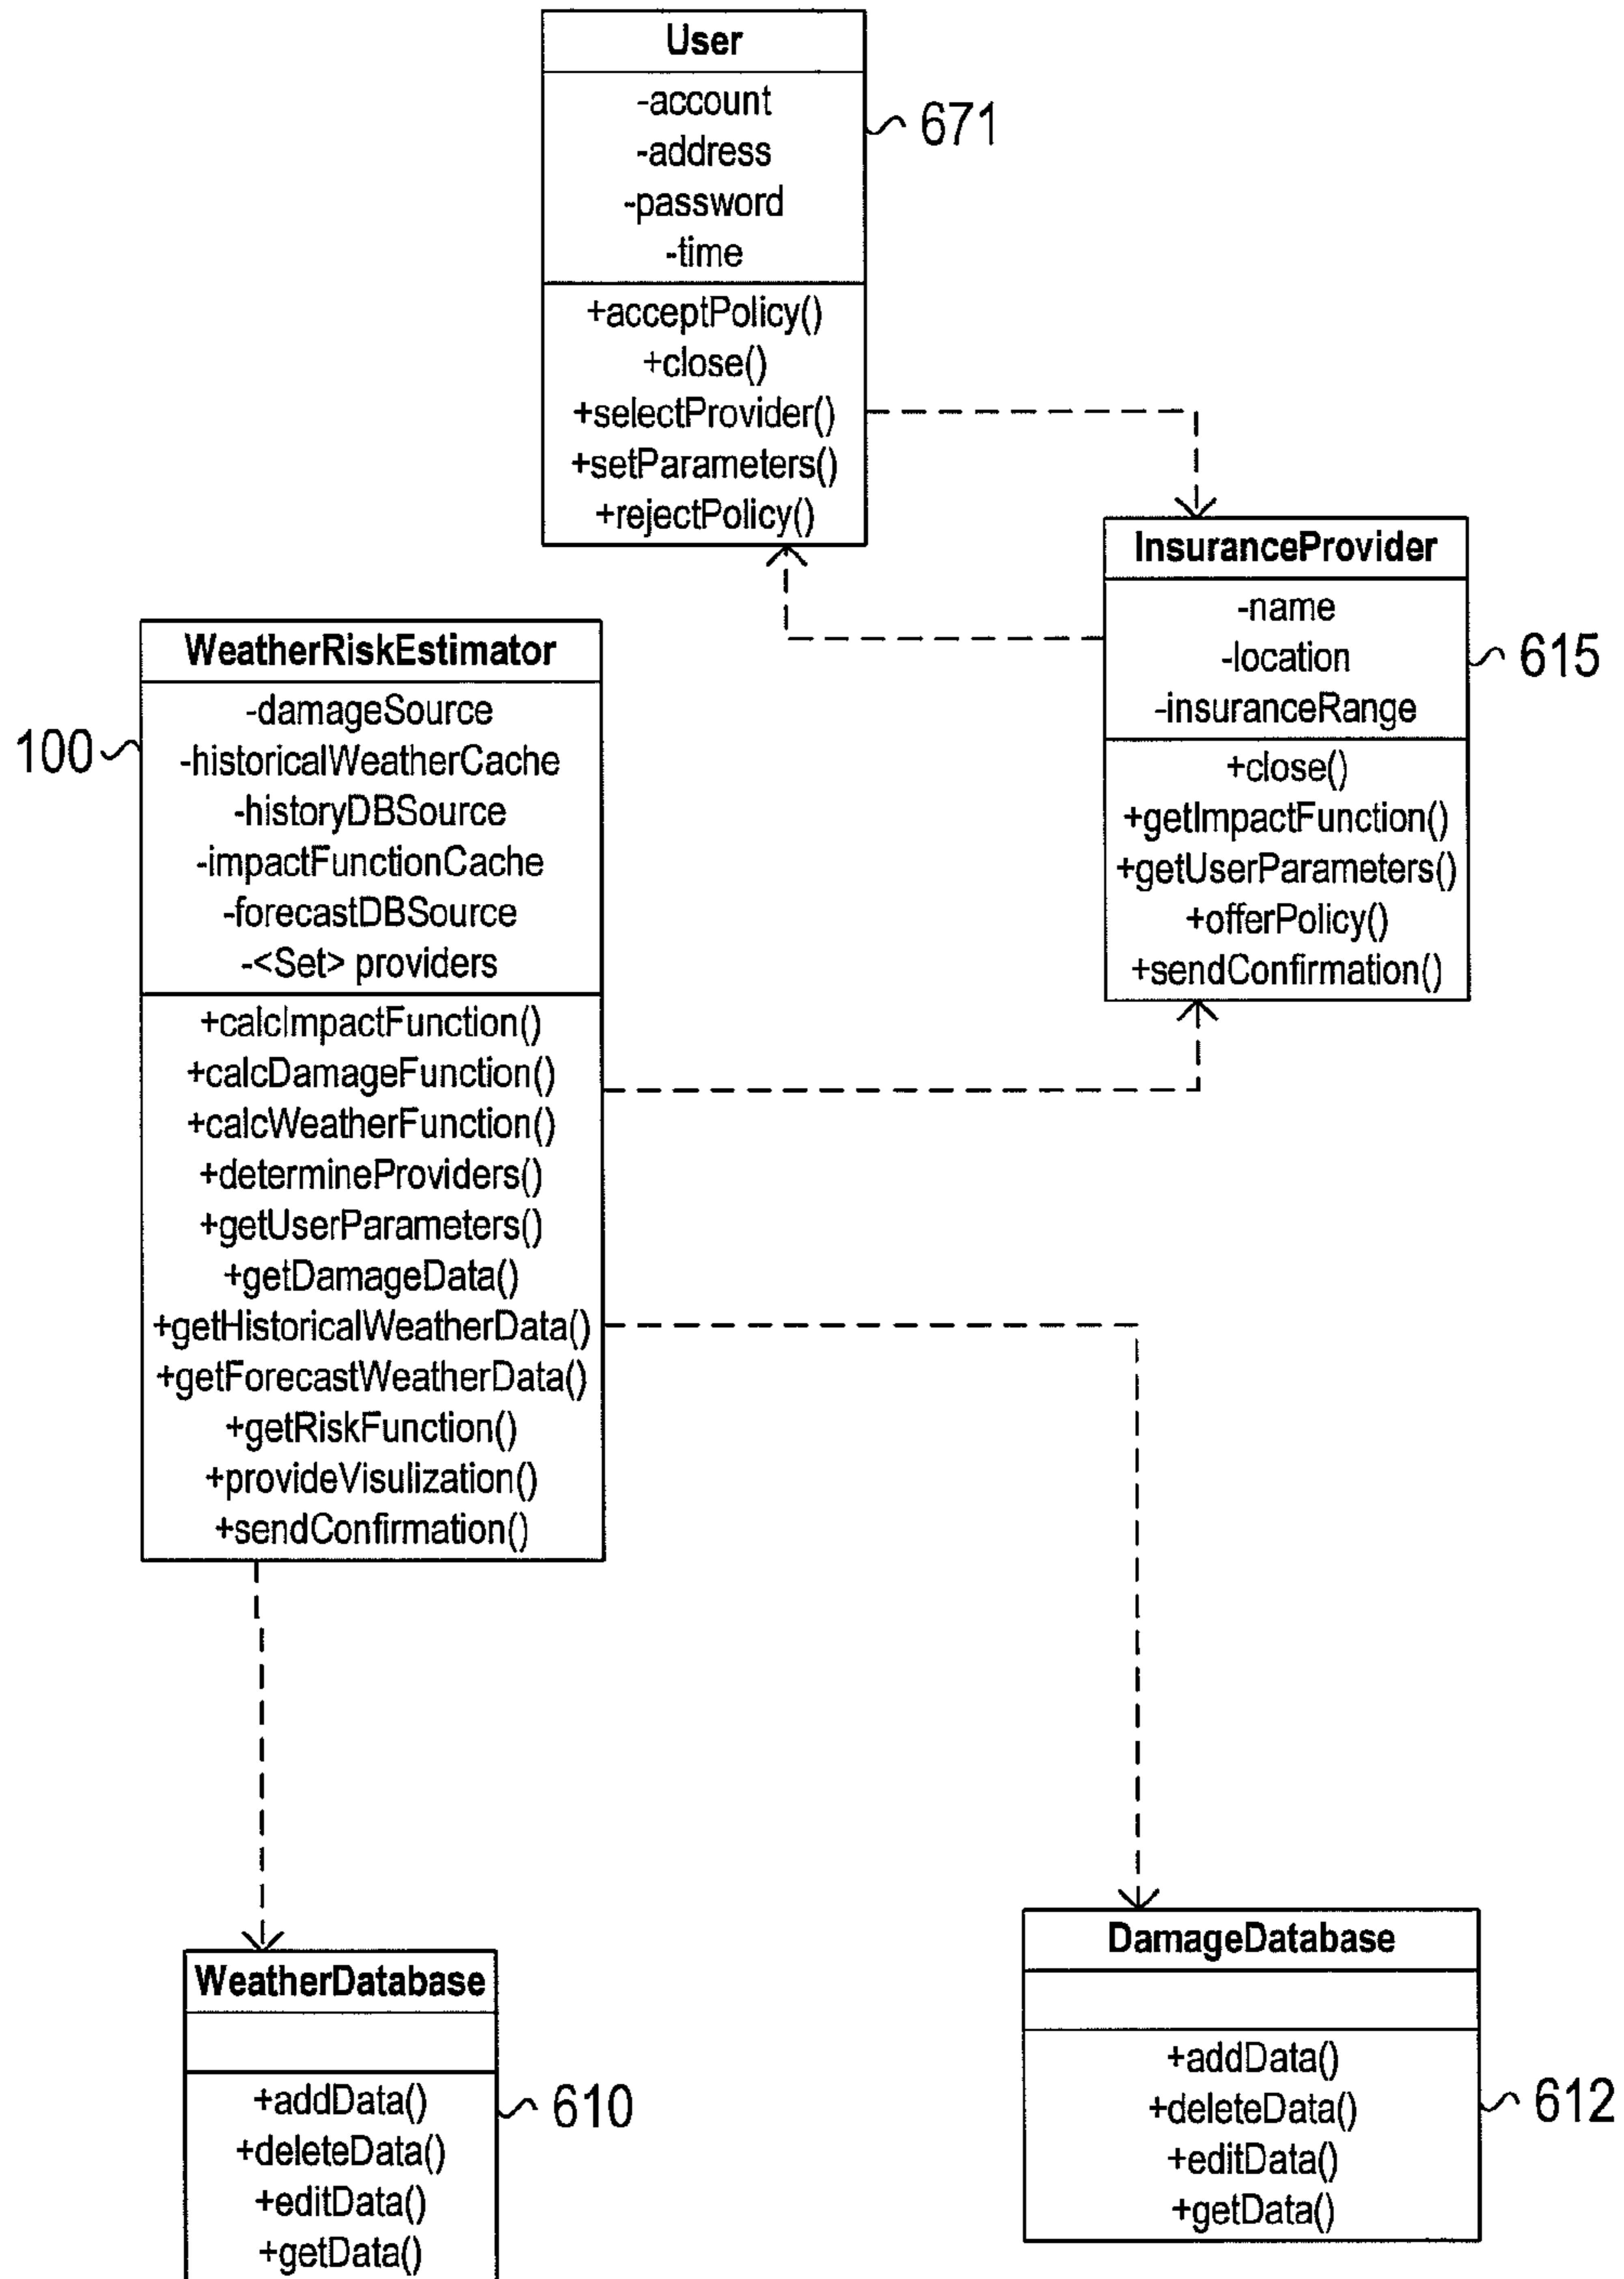 User
-account
-address
-password
-time
+acceptPolicy()
+close()
+selectProvider()
+setParameters()
+rejectPolicy()
671
InsuranceProvider
-name
-location
-insuranceRange
+close()
+getImpactFunction()
+getUserParameters()
+offerPolicy()
+sendConfirmation()
615
WeatherRiskEstimator
-damageSource
-historicalWeatherCache
-historyDBSource
-impactFunctionCache
-forecastDBSource
-<Set> providers
+calcImpactFunction()
+calcDamageFunction()
+calcWeatherFunction()
+determineProviders()
+getUserParameters()
+getDamageData()
+getHistoricalWeatherData()
+getForecastWeatherData()
+getRiskFunction()
+provideVisulization()
+sendConfirmation()
100
WeatherDatabase
+addData()
+deleteData()
+editData()
+getData()
610
DamageDatabase
+addData()
+deleteData()
+editData()
+getData()
612